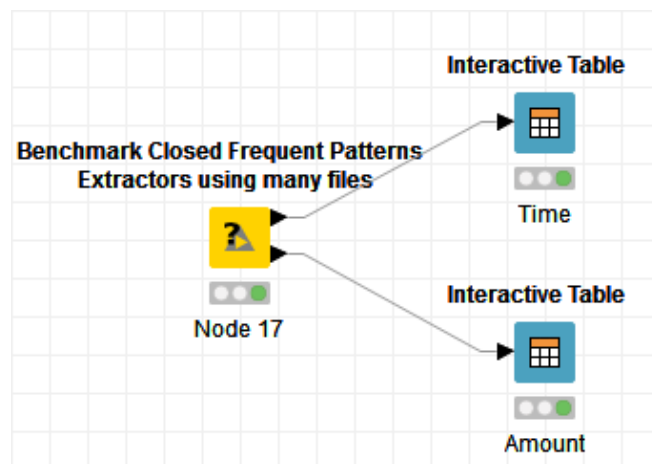 Interactive Table
Benchmark Closed Frequent Patterns
Extractors using many files
?
Time
Interactive Table
Node 17
Amount